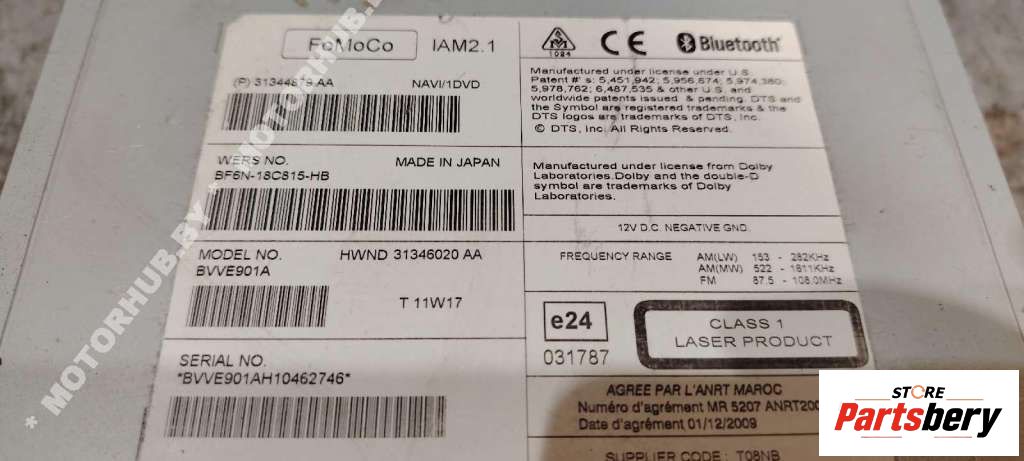 FoMoCo IAM2.1
(P) 31344879 AA NAVI/1DVD
WERS NO. MADE IN JAPAN
BF6N-18C815-HB
MODEL NO. HWND 31346020 AA
BVVE901A
T 11W17
SERIAL NO.
*BVVE901AH10462746*
1024
CE
Bluetooth®
Manufactured under license under U.S.
Patent #'s: 5,451,942; 5,956,674; 5,974,380;
5,978,762; 6,487,535 & other U.S. and
worldwide patents issued & pending. DTS and
the Symbol are registered trademarks & the
DTS logos are trademarks of DTS, Inc.
© DTS, Inc. All Rights Reserved.
Manufactured under license from Dolby
Laboratories.Dolby and the double-D
symbol are trademarks of Dolby
Laboratories.
12V D.C. NEGATIVE GND.
FREQUENCY RANGE AM(LW) 153 - 282KHz
AM(MW) 522 - 1611KHz
FM 87.5 - 108.0MHz
e24
031787
CLASS 1
LASER PRODUCT
AGREE PAR L'ANRT MAROC
Numéro d'agrément MR 5207 ANRT200
Date d'agrément 01/12/2009
SUPPLIER CODE : T08NB
* MOTORHUB.BY * MOTORHUB.BY *
STORE
Partsbery